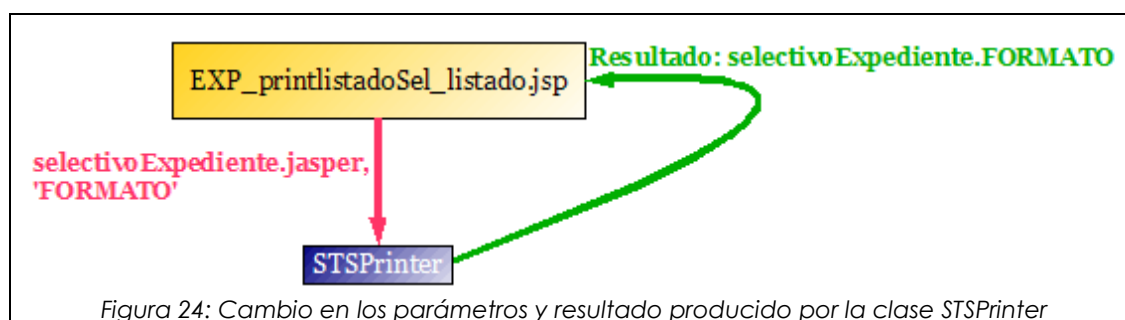 Resultado: selectivoExpediente.FORMATO
EXP_printlistadoSel_listado.jsp
selectivoExpediente.jasper,
'FORMATO'
STSPrinter
Figura 24: Cambio en los parámetros y resultado producido por la clase STSPrinter